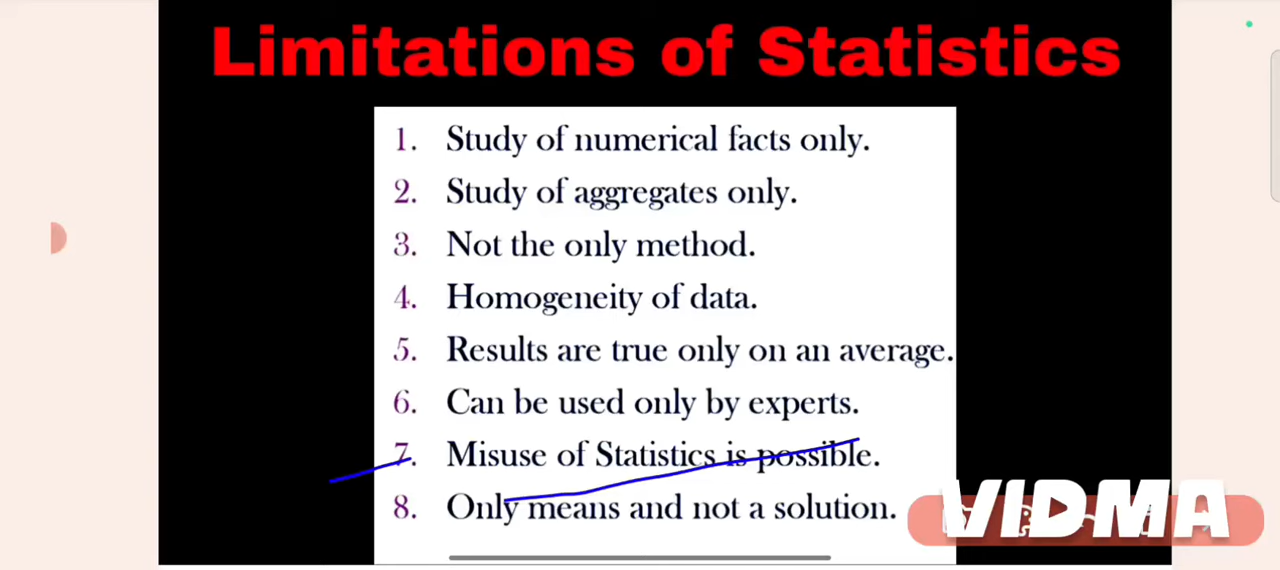 Limitations of Statistics
1. Study of numerical facts only.
2. Study of aggregates only.
3. Not the only method.
4. Homogeneity of data.
5. Results are true only on an average.
6. Can be used only by experts.
7. Misuse of Statistics is possible.
8. Only means and not a solution.
VIDMA